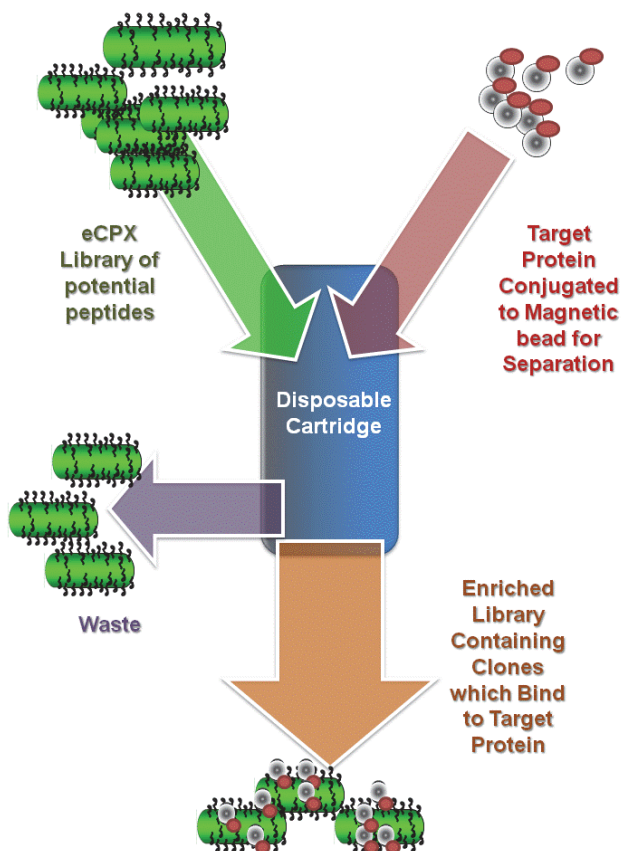 eCPX
Library of
potential
peptides
Target
Protein
Conjugated
to Magnetic
bead for
Separation
Disposable
Cartridge
Waste
Enriched
Library
Containing
Clones
which Bind
to Target
Protein